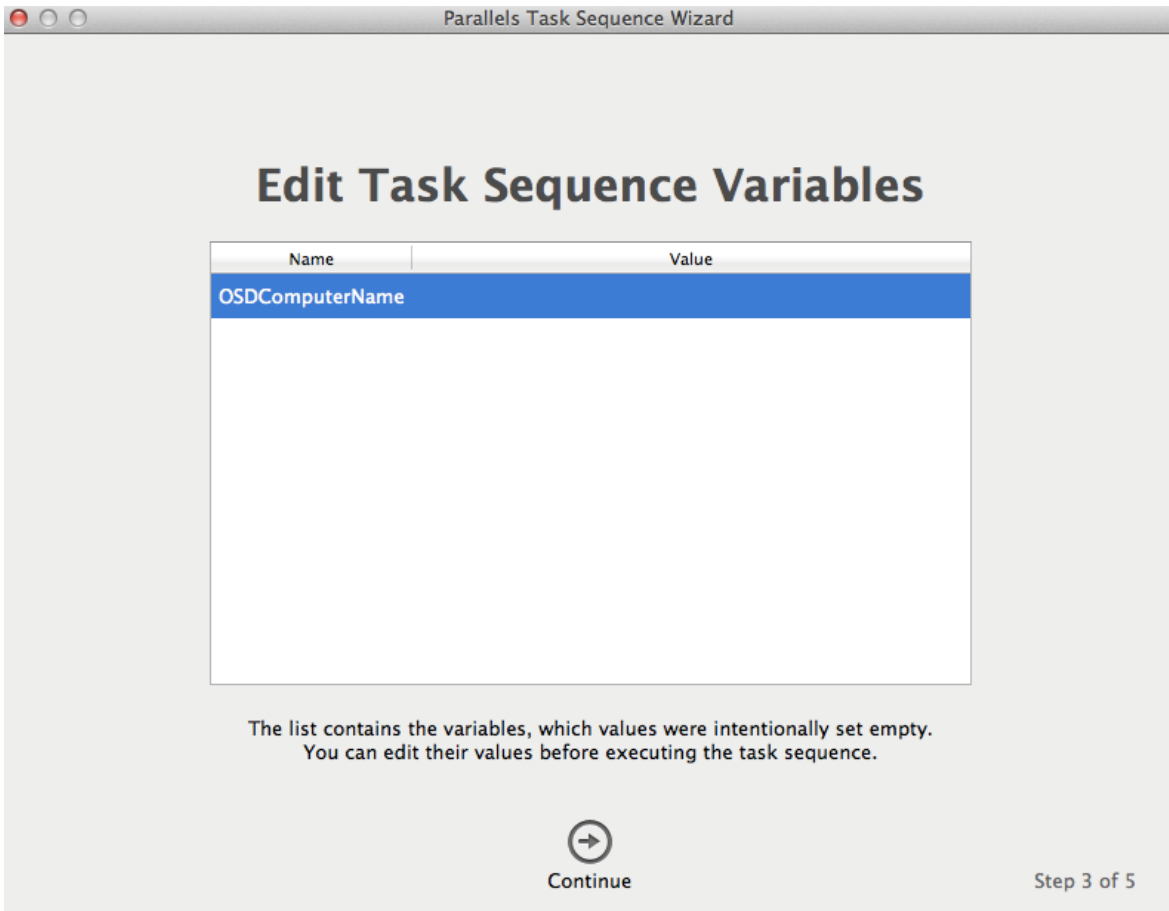 Parallels Task Sequence Wizard
Edit Task Sequence Variables
Name Value
OSDComputerName
The list contains the variables, which values were intentionally set empty.
You can edit their values before executing the task sequence.
Continue
Step 3 of 5